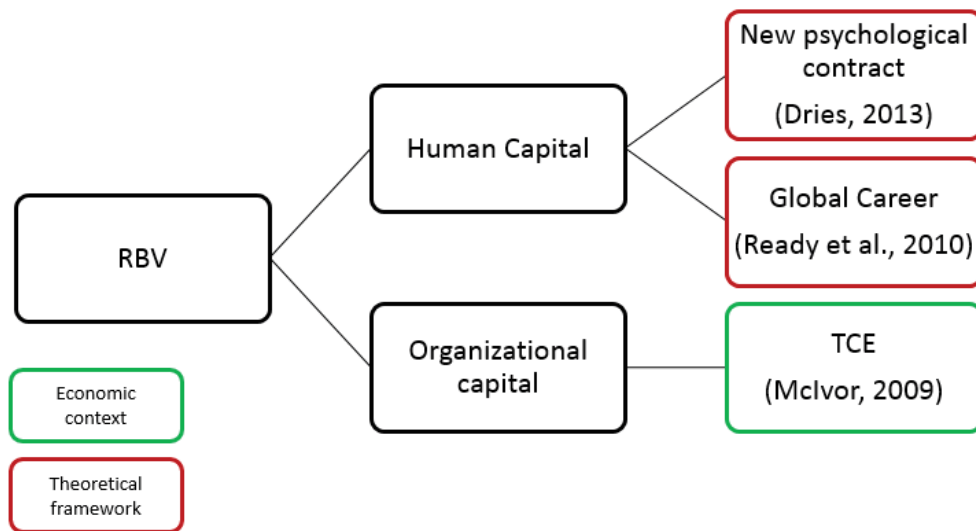 New psychological
contract
(Dries, 2013)
Human Capital
Global Career
(Ready et al., 2010)
RBV
Organizational
capital
TCE
(McIvor, 2009)
Economic
context
Theoretical
framework